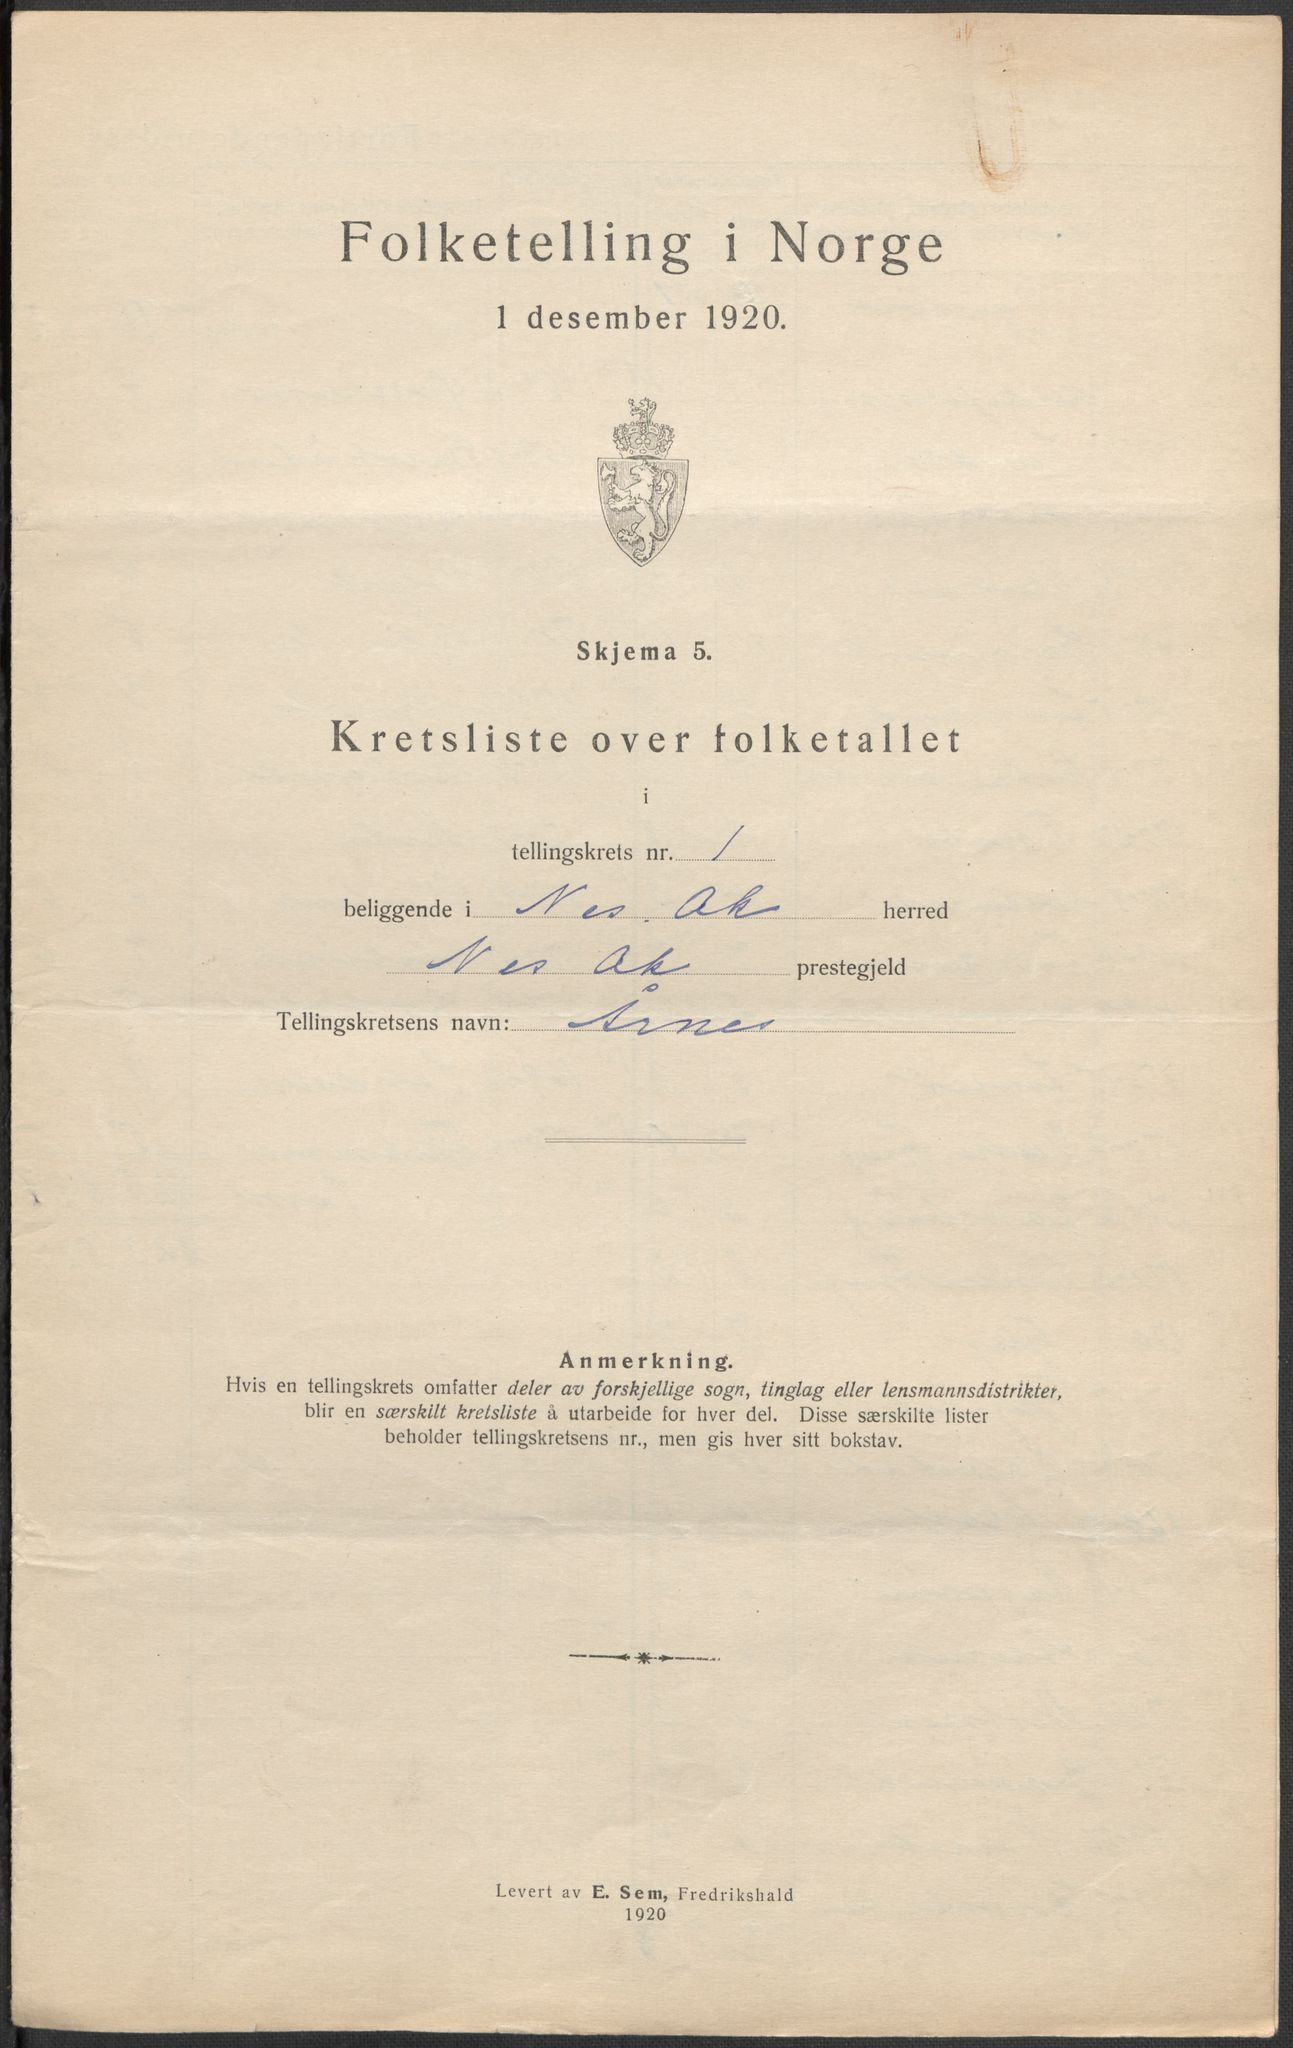 Folketelling i Norge
1 desember 1920.
Skjema 5.
Kretsliste over folketallet
i
tellingskrets nr. 1
beliggende i Nes. Ak herred
Nes Ak prestegjeld
Tellingskretsens navn: Årnes
Anmerkning.
Hvis en tellingskrets omfatter deler av forskjellige sogn, tinglag eller lensmannsdistrikter,
blir en særskilt kretsliste å utarbeide for hver del. Disse særskilte lister
beholder tellingskretsens nr., men gis hver sitt bokstav.
Levert av E. Sem, Fredrikshald
1920